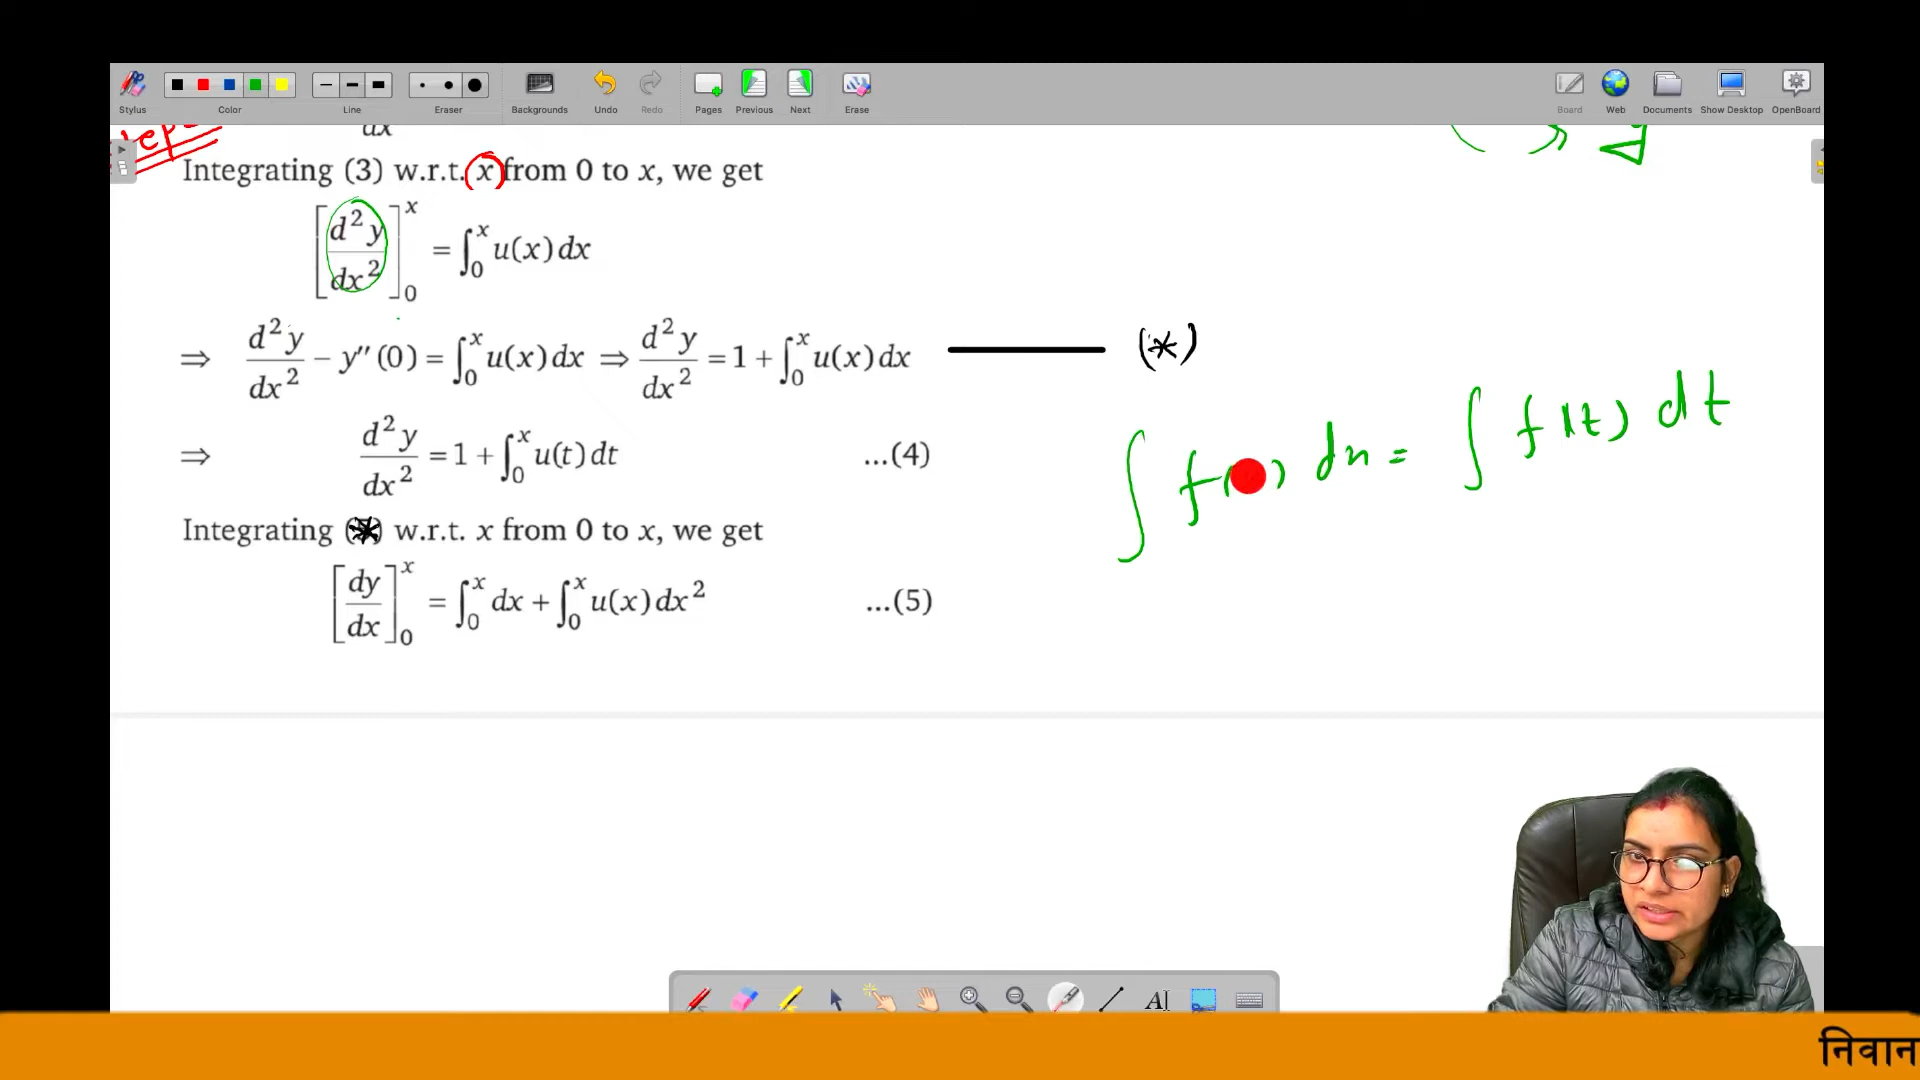 Stylus Color Line Eraser Backgrounds Undo Redo Pages Previous Next Erase Board Web Documents Show Desktop OpenBoard
dx
Integrating (3) w.r.t. x from 0 to x, we get
[d²y/dx²]₀ˣ = ∫₀ˣ u(x) dx
⇒ d²y/dx² − y″(0) = ∫₀ˣ u(x) dx ⇒ d²y/dx² = 1 + ∫₀ˣ u(x) dx (*)
⇒ d²y/dx² = 1 + ∫₀ˣ u(t) dt ...(4)
∫ f( ) dx = ∫ f(t) dt
Integrating (*) w.r.t. x from 0 to x, we get
[dy/dx]₀ˣ = ∫₀ˣ dx + ∫₀ˣ u(x) dx² ...(5)
निवान